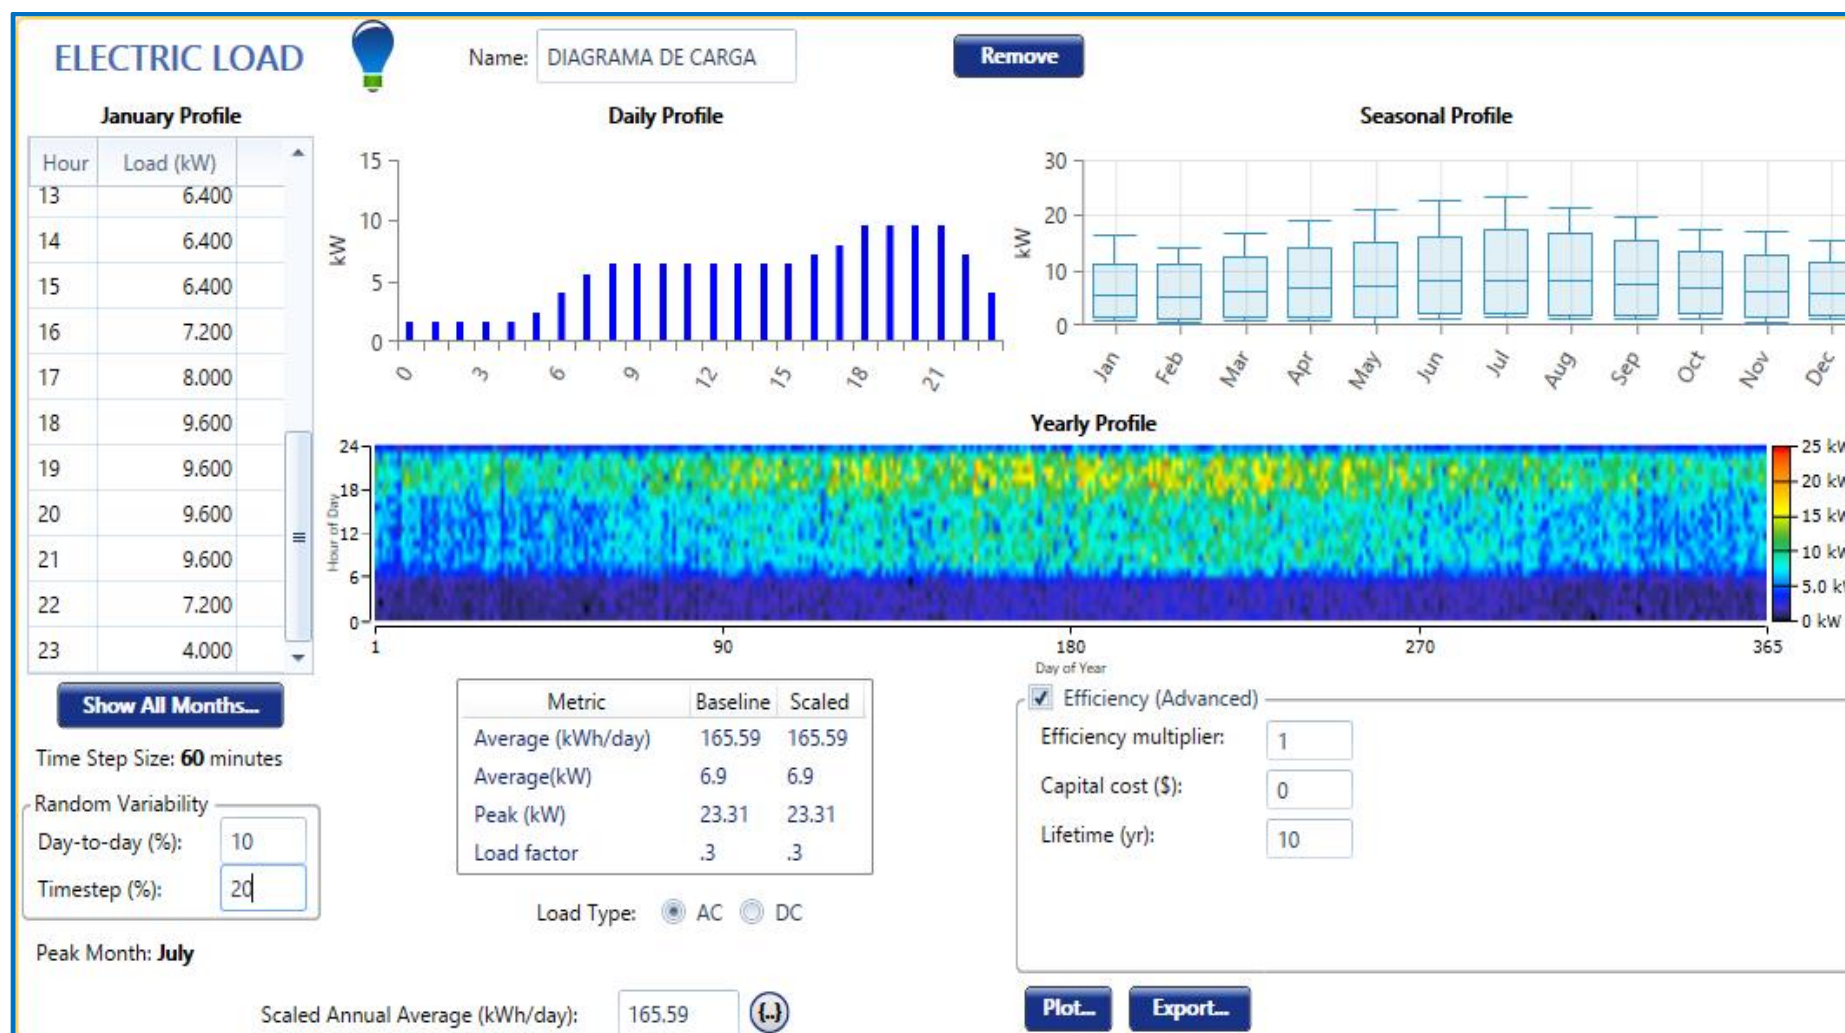 ELECTRIC LOAD
Name: DIAGRAMA DE CARGA
Remove
January Profile
Hour Load (kW)
13 6.400
14 6.400
15 6.400
16 7.200
17 8.000
18 9.600
19 9.600
20 9.600
21 9.600
22 7.200
23 4.000
Show All Months...
Time Step Size: 60 minutes
Random Variability
Day-to-day (%): 10
Timestep (%): 20
Peak Month: July
Daily Profile
kW
15
10
5
0
0 3 6 9 12 15 18 21
Seasonal Profile
kW
30
20
10
0
Jan Feb Mar Apr May Jun Jul Aug Sep Oct Nov Dec
Yearly Profile
Hour of Day
24
18
12
6
0
1 90 180 270 365
Day of Year
25 kW
20 kW
15 kW
10 kW
5.0 kW
0 kW
Metric Baseline Scaled
Average (kWh/day) 165.59 165.59
Average(kW) 6.9 6.9
Peak (kW) 23.31 23.31
Load factor .3 .3
Load Type: AC DC
Scaled Annual Average (kWh/day): 165.59 {..}
Efficiency (Advanced)
Efficiency multiplier: 1
Capital cost ($): 0
Lifetime (yr): 10
Plot... Export...